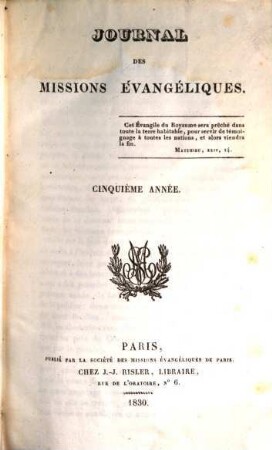 JOURNAL
DES
MISSIONS ÉVANGÉLIQUES.
Cet Évangile du Royaume sera prêché dans
toute la terre habitable, pour servir de témoi-
gnage à toutes les nations, et alors viendra
la fin.
MATTHIEU, XXIV, 14.
CINQUIÈME ANNÉE.
PARIS,
PUBLIÉ PAR LA SOCIÉTÉ DES MISSIONS ÉVANGÉLIQUES DE PARIS.
CHEZ J.-J. RISLER, LIBRAIRE,
RUE DE L'ORATOIRE, N° 6.
1830.